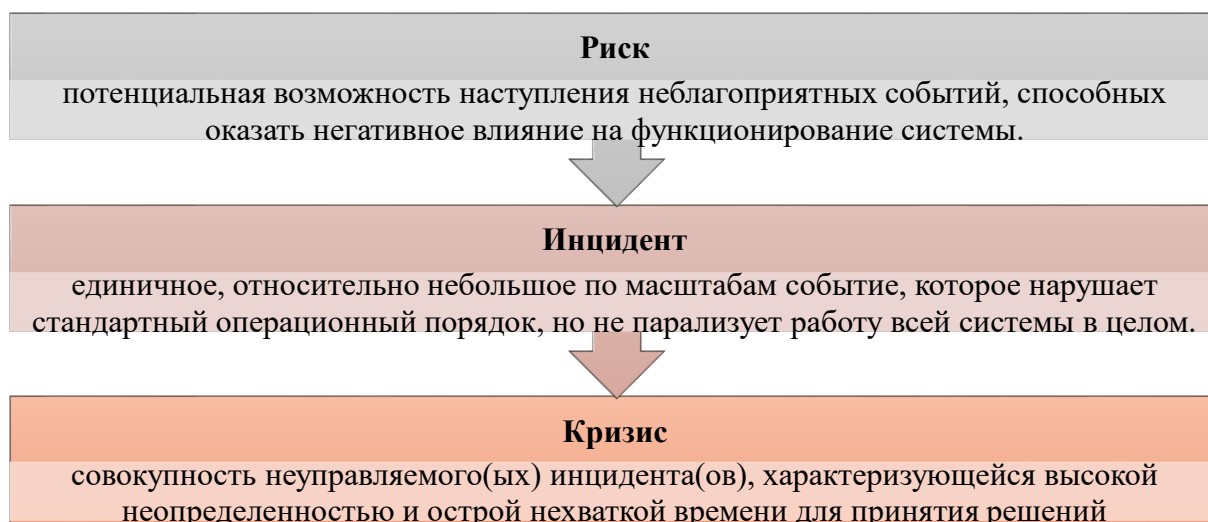 Риск
потенциальная возможность наступления неблагоприятных событий, способных
оказать негативное влияние на функционирование системы.
Инцидент
единичное, относительно небольшое по масштабам событие, которое нарушает
стандартный операционный порядок, но не парализует работу всей системы в целом.
Кризис
совокупность неуправляемого(ых) инцидента(ов), характеризующейся высокой
неопределенностью и острой нехваткой времени для принятия решений